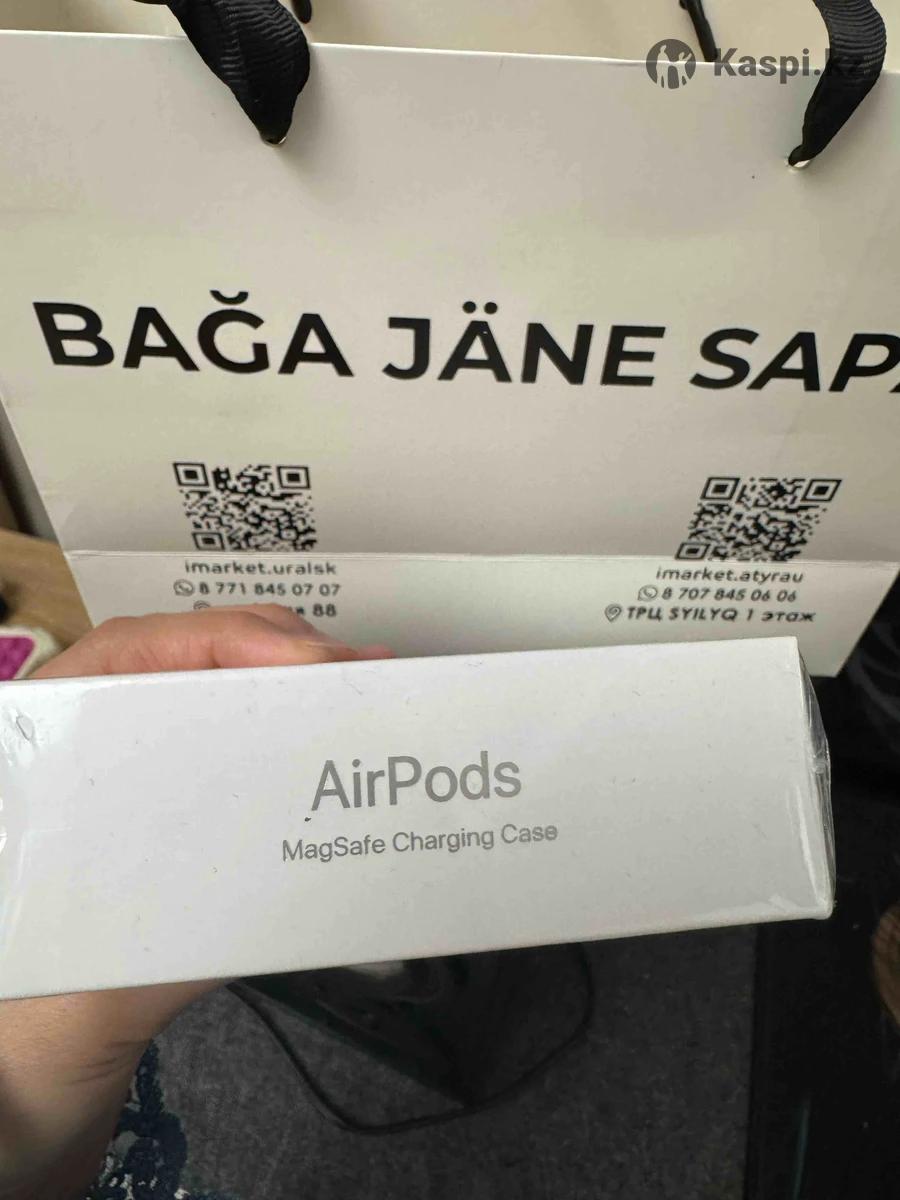 Kaspi.kz
BAĞA JÄNE SAP
imarket.uralsk
8 771 845 07 07
88
imarket.atyrau
8 707 845 06 06
ТРЦ SYILYQ 1 этаж
AirPods
MagSafe Charging Case